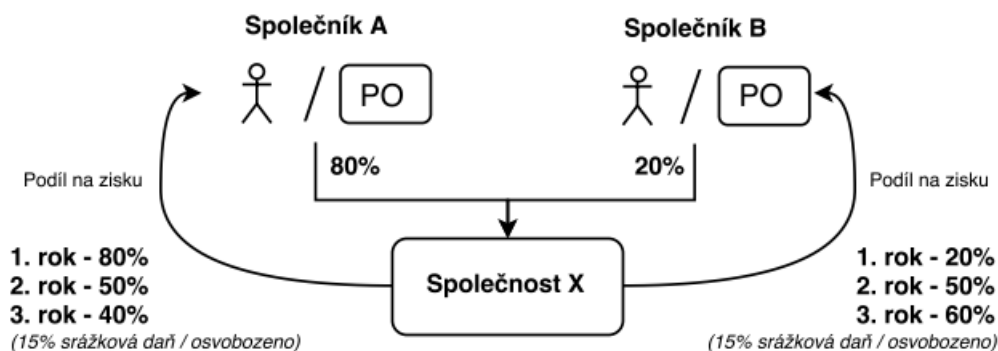 Společník A
Společník B
PO
PO
80%
20%
Podíl na zisku
Podíl na zisku
1. rok - 80%
2. rok - 50%
3. rok - 40%
(15% srážková daň / osvobozeno)
Společnost X
1. rok - 20%
2. rok - 50%
3. rok - 60%
(15% srážková daň / osvobozeno)